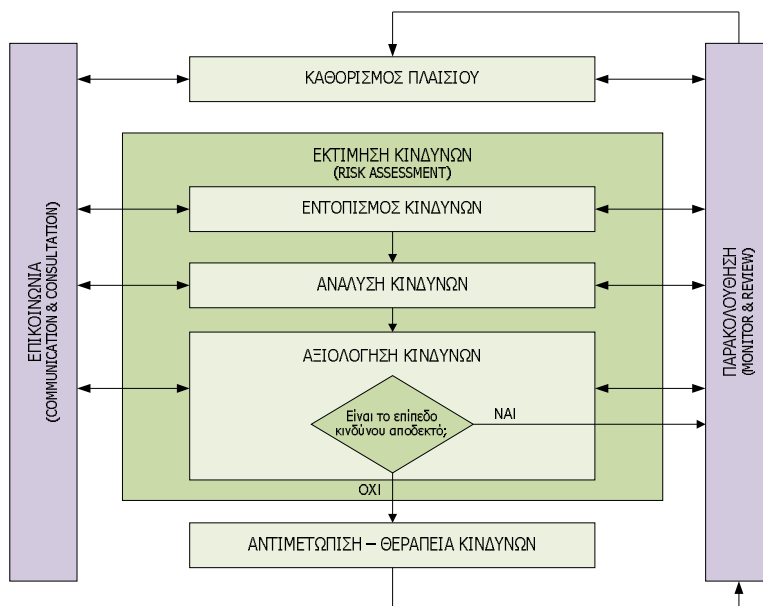 ΚΑΘΟΡΙΣΜΟΣ ΠΛΑΙΣΙΟΥ
ΕΠΙΚΟΙΝΩΝΙΑ
(COMMUNICATION & CONSULTATION)
ΕΚΤΙΜΗΣΗ ΚΙΝΔΥΝΩΝ
(RISK ASSESSMENT)
ΕΝΤΟΠΙΣΜΟΣ ΚΙΝΔΥΝΩΝ
ΑΝΑΛΥΣΗ ΚΙΝΔΥΝΩΝ
ΑΞΙΟΛΟΓΗΣΗ ΚΙΝΔΥΝΩΝ
Είναι το επίπεδο
κινδύνου αποδεκτό;
ΝΑΙ
ΟΧΙ
ΑΝΤΙΜΕΤΩΠΙΣΗ – ΘΕΡΑΠΕΙΑ ΚΙΝΔΥΝΩΝ
ΠΑΡΑΚΟΛΟΥΘΗΣΗ
(MONITOR & REVIEW)